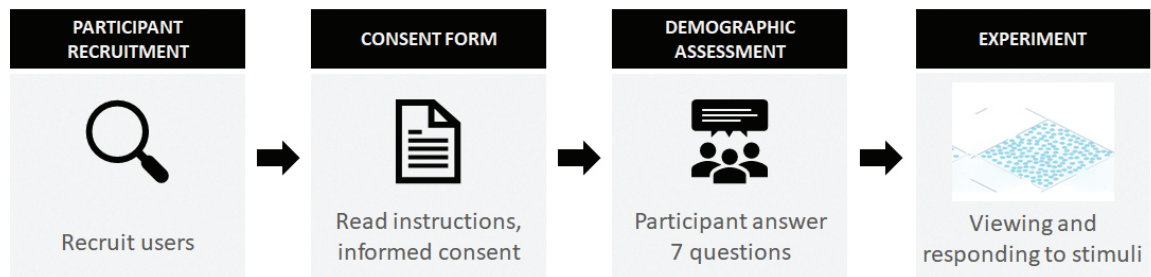 PARTICIPANT
RECRUITMENT
Recruit users
CONSENT FORM
Read instructions,
informed consent
DEMOGRAPHIC
ASSESSMENT
Participant answer
7 questions
EXPERIMENT
Viewing and
responding to stimuli